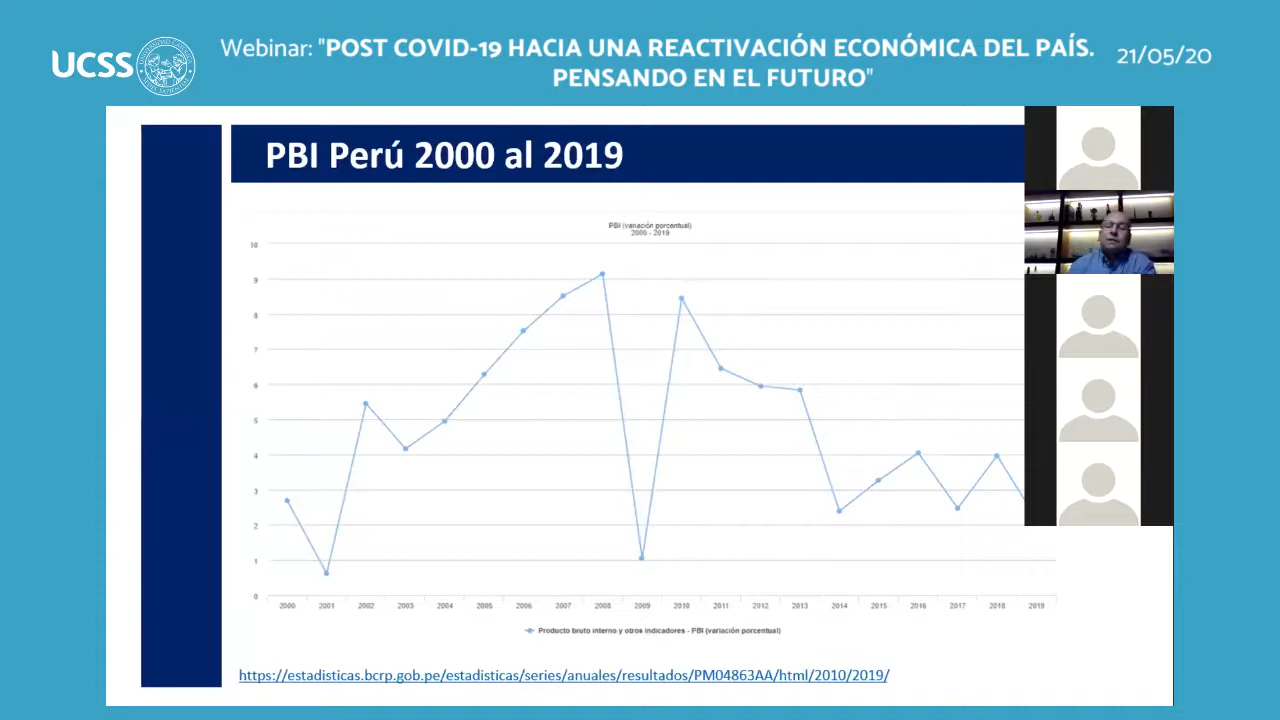 UCSS
Webinar: "POST COVID-19 HACIA UNA REACTIVACIÓN ECONÓMICA DEL PAÍS.
PENSANDO EN EL FUTURO"
21/05/20
PBI Perú 2000 al 2019
PBI (variación porcentual)
2000 - 2019
10
9
8
7
6
5
4
3
2
1
0
2000 2001 2002 2003 2004 2005 2006 2007 2008 2009 2010 2011 2012 2013 2014 2015 2016 2017 2018 2019
Producto bruto interno y otros indicadores - PBI (variación porcentual)
https://estadisticas.bcrp.gob.pe/estadisticas/series/anuales/resultados/PM04863AA/html/2010/2019/